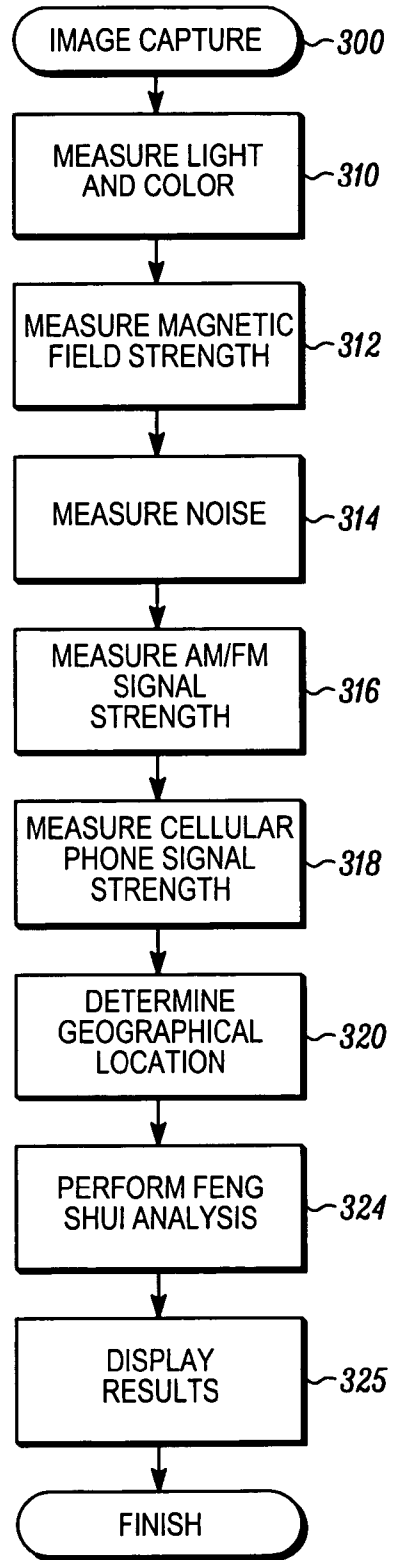 IMAGE CAPTURE 300
MEASURE LIGHT
AND COLOR
310
MEASURE MAGNETIC
FIELD STRENGTH
312
MEASURE NOISE 314
MEASURE AM/FM
SIGNAL
STRENGTH
316
MEASURE CELLULAR
PHONE SIGNAL
STRENGTH
318
DETERMINE
GEOGRAPHICAL
LOCATION
320
PERFORM FENG
SHUI ANALYSIS
324
DISPLAY
RESULTS
325
FINISH